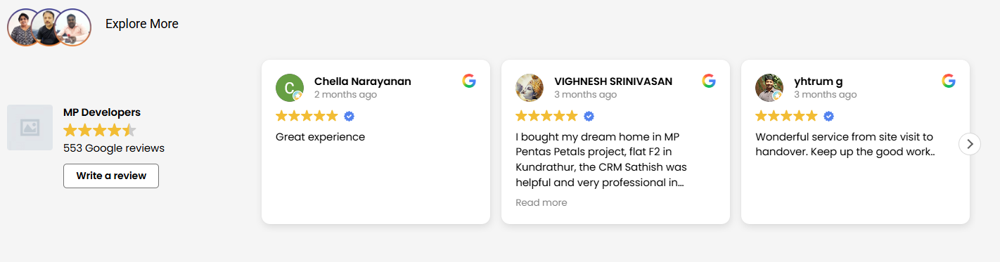 Explore More
MP Developers
553 Google reviews
Write a review
C
Chella Narayanan
2 months ago
Great experience
VIGHNESH SRINIVASAN
3 months ago
I bought my dream home in MP
Pentas Petals project, flat F2 in
Kundrathur, the CRM Sathish was
helpful and very professional in...
Read more
yhtrum g
3 months ago
Wonderful service from site visit to
handover. Keep up the good work..